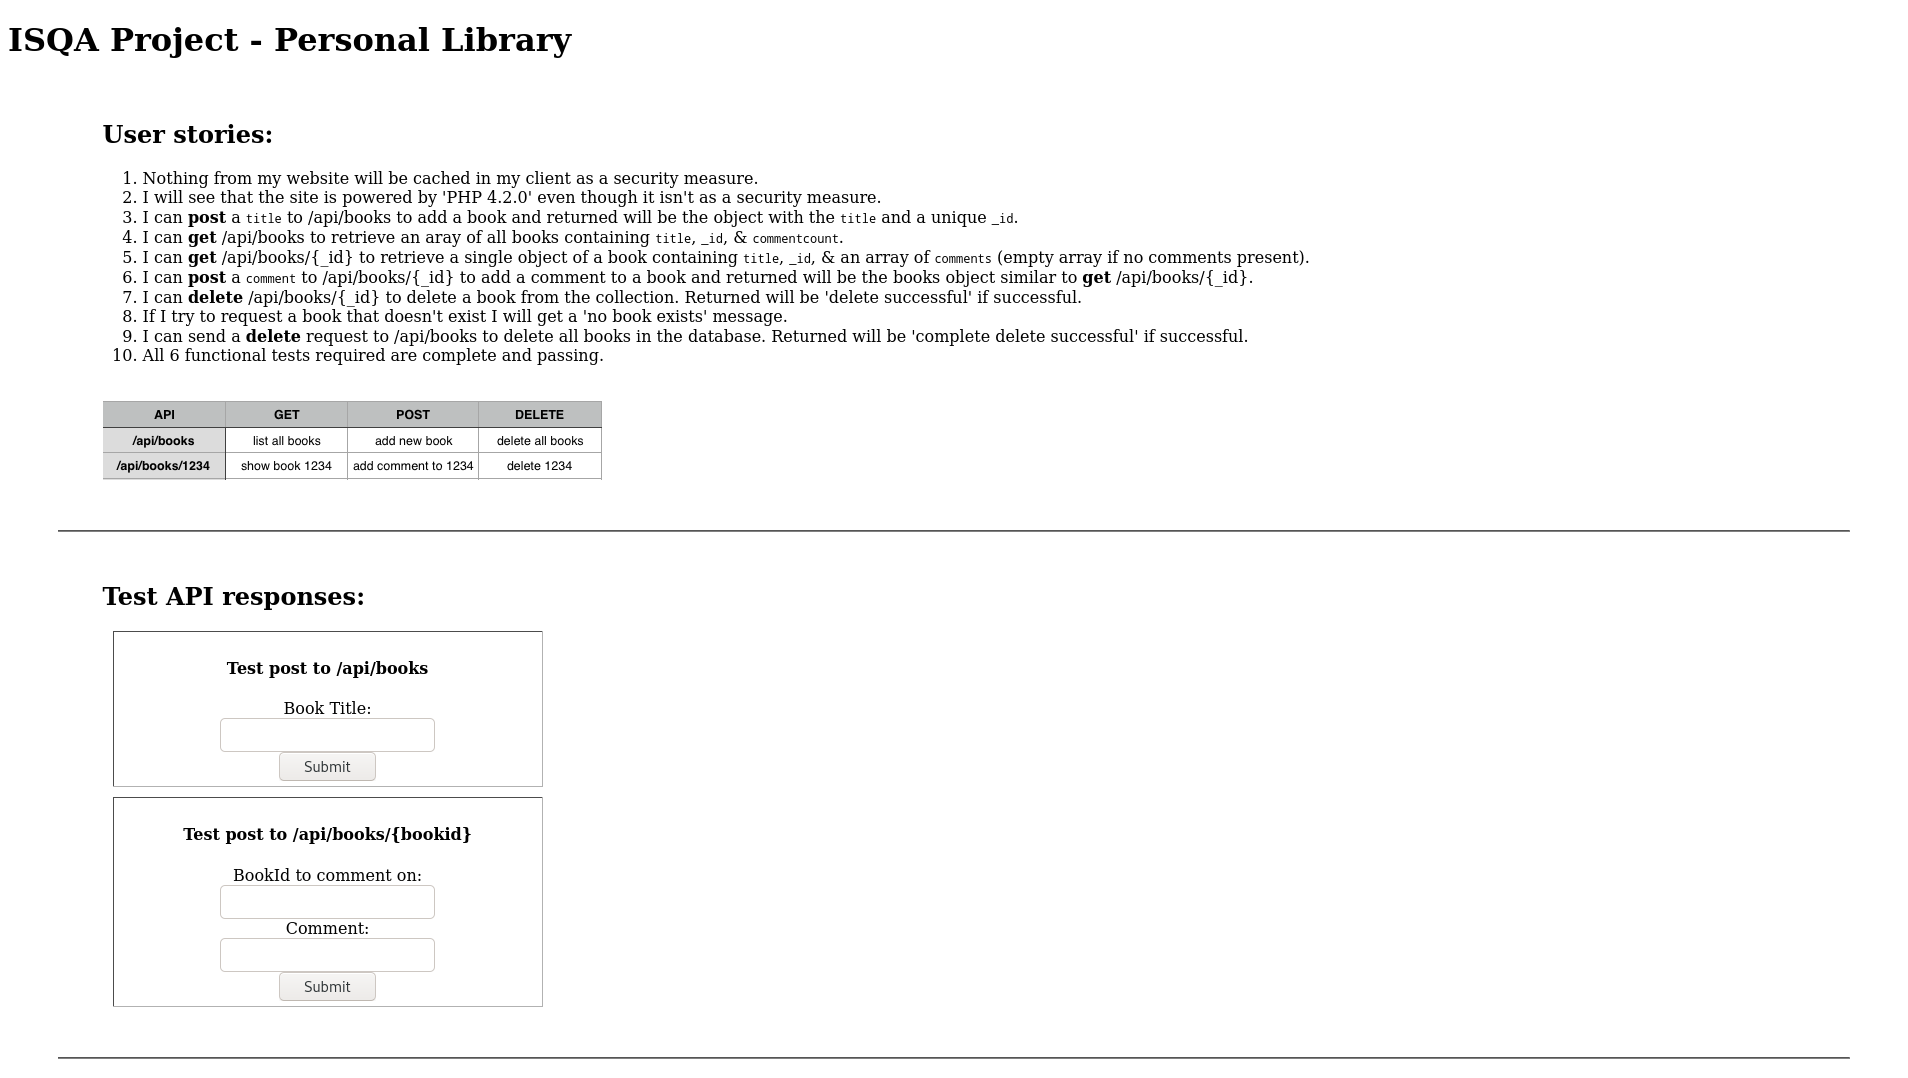 ISQA Project - Personal Library
User stories:
1. Nothing from my website will be cached in my client as a security measure.
2. I will see that the site is powered by 'PHP 4.2.0' even though it isn't as a security measure.
3. I can post a title to /api/books to add a book and returned will be the object with the title and a unique _id.
4. I can get /api/books to retrieve an aray of all books containing title, _id, & commentcount.
5. I can get /api/books/{_id} to retrieve a single object of a book containing title, _id, & an array of comments (empty array if no comments present).
6. I can post a comment to /api/books/{_id} to add a comment to a book and returned will be the books object similar to get /api/books/{_id}.
7. I can delete /api/books/{_id} to delete a book from the collection. Returned will be 'delete successful' if successful.
8. If I try to request a book that doesn't exist I will get a 'no book exists' message.
9. I can send a delete request to /api/books to delete all books in the database. Returned will be 'complete delete successful' if successful.
10. All 6 functional tests required are complete and passing.
API GET POST DELETE
/api/books list all books add new book delete all books
/api/books/1234 show book 1234 add comment to 1234 delete 1234
Test API responses:
Test post to /api/books
Book Title:
Submit
Test post to /api/books/{bookid}
BookId to comment on:
Comment:
Submit